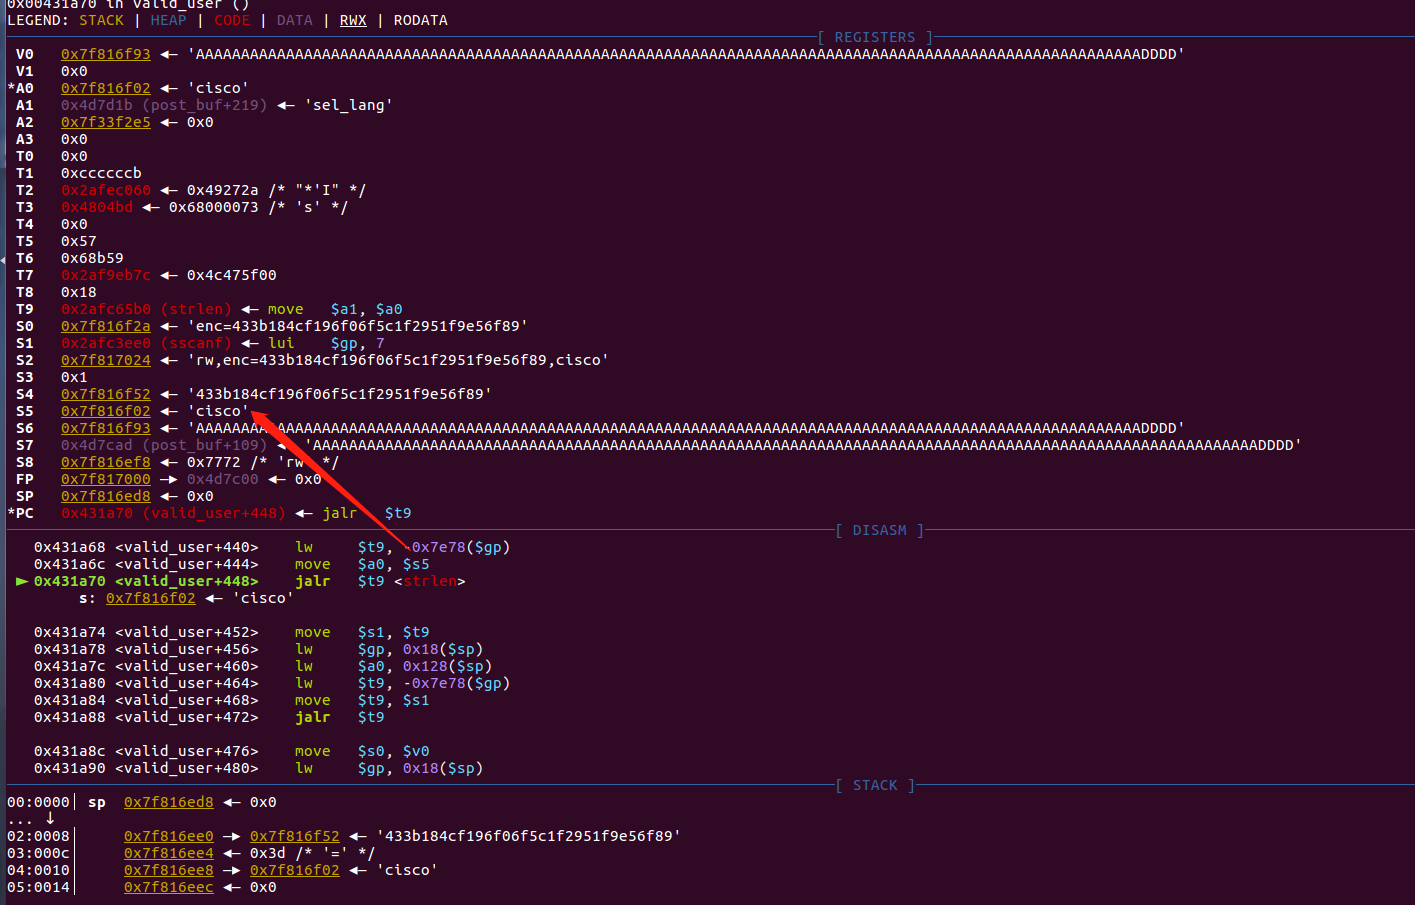 0x00431a70 in valid_user ()
LEGEND: STACK | HEAP | CODE | DATA | RWX | RODATA
[ REGISTERS ]
V0 0x7f816f93 ◂— 'AAAAAAAAAAAAAAAAAAAAAAAAAAAAAAAAAAAAAAAAAAAAAAAAAAAAAAAAAAAAAAAAAAAAAAAAAAAAAAAAAAAAAAAAAAAAAAAAAAAAAAAAADDDD'
V1 0x0
*A0 0x7f816f02 ◂— 'cisco'
A1 0x4d7d1b (post_buf+219) ◂— 'sel_lang'
A2 0x7f33f2e5 ◂— 0x0
A3 0x0
T0 0x0
T1 0xccccccb
T2 0x2afec060 ◂— 0x49272a /* "*'I" */
T3 0x4804bd ◂— 0x68000073 /* 's' */
T4 0x0
T5 0x57
T6 0x68b59
T7 0x2af9eb7c ◂— 0x4c475f00
T8 0x18
T9 0x2afc65b0 (strlen) ◂— move $a1, $a0
S0 0x7f816f2a ◂— 'enc=433b184cf196f06f5c1f2951f9e56f89'
S1 0x2afc3ee0 (sscanf) ◂— lui $gp, 7
S2 0x7f817024 ◂— 'rw,enc=433b184cf196f06f5c1f2951f9e56f89,cisco'
S3 0x1
S4 0x7f816f52 ◂— '433b184cf196f06f5c1f2951f9e56f89'
S5 0x7f816f02 ◂— 'cisco'
S6 0x7f816f93 ◂— 'AAAAAAAAAAAAAAAAAAAAAAAAAAAAAAAAAAAAAAAAAAAAAAAAAAAAAAAAAAAAAAAAAAAAAAAAAAAAAAAAAAAAAAAAAAAAAAAAAAAAAAAAADDDD'
S7 0x4d7cad (post_buf+109) ◂— 'AAAAAAAAAAAAAAAAAAAAAAAAAAAAAAAAAAAAAAAAAAAAAAAAAAAAAAAAAAAAAAAAAAAAAAAAAAAAAAAAAAAAAAAAAAAAAAAAAAAAAAAAADDDD'
S8 0x7f816ef8 ◂— 0x7772 /* 'rw' */
FP 0x7f817000 —▸ 0x4d7c00 ◂— 0x0
SP 0x7f816ed8 ◂— 0x0
*PC 0x431a70 (valid_user+448) ◂— jalr $t9
[ DISASM ]
0x431a68 <valid_user+440> lw $t9, -0x7e78($gp)
0x431a6c <valid_user+444> move $a0, $s5
► 0x431a70 <valid_user+448> jalr $t9 <strlen>
s: 0x7f816f02 ◂— 'cisco'
0x431a74 <valid_user+452> move $s1, $t9
0x431a78 <valid_user+456> lw $gp, 0x18($sp)
0x431a7c <valid_user+460> lw $a0, 0x128($sp)
0x431a80 <valid_user+464> lw $t9, -0x7e78($gp)
0x431a84 <valid_user+468> move $t9, $s1
0x431a88 <valid_user+472> jalr $t9
0x431a8c <valid_user+476> move $s0, $v0
0x431a90 <valid_user+480> lw $gp, 0x18($sp)
[ STACK ]
00:0000│ sp 0x7f816ed8 ◂— 0x0
... ↓
02:0008│ 0x7f816ee0 —▸ 0x7f816f52 ◂— '433b184cf196f06f5c1f2951f9e56f89'
03:000c│ 0x7f816ee4 ◂— 0x3d /* '=' */
04:0010│ 0x7f816ee8 —▸ 0x7f816f02 ◂— 'cisco'
05:0014│ 0x7f816eec ◂— 0x0